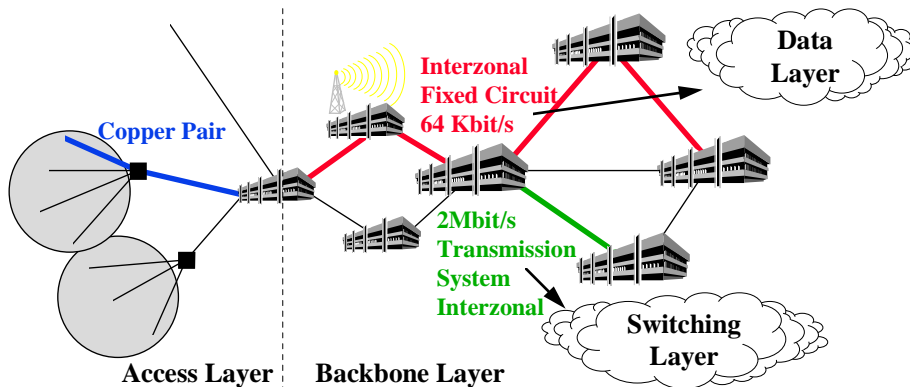 Data
Layer
Interzonal
Fixed Circuit
64 Kbit/s
Copper Pair
2Mbit/s
Transmission
System
Interzonal
Switching
Layer
Access Layer
Backbone Layer